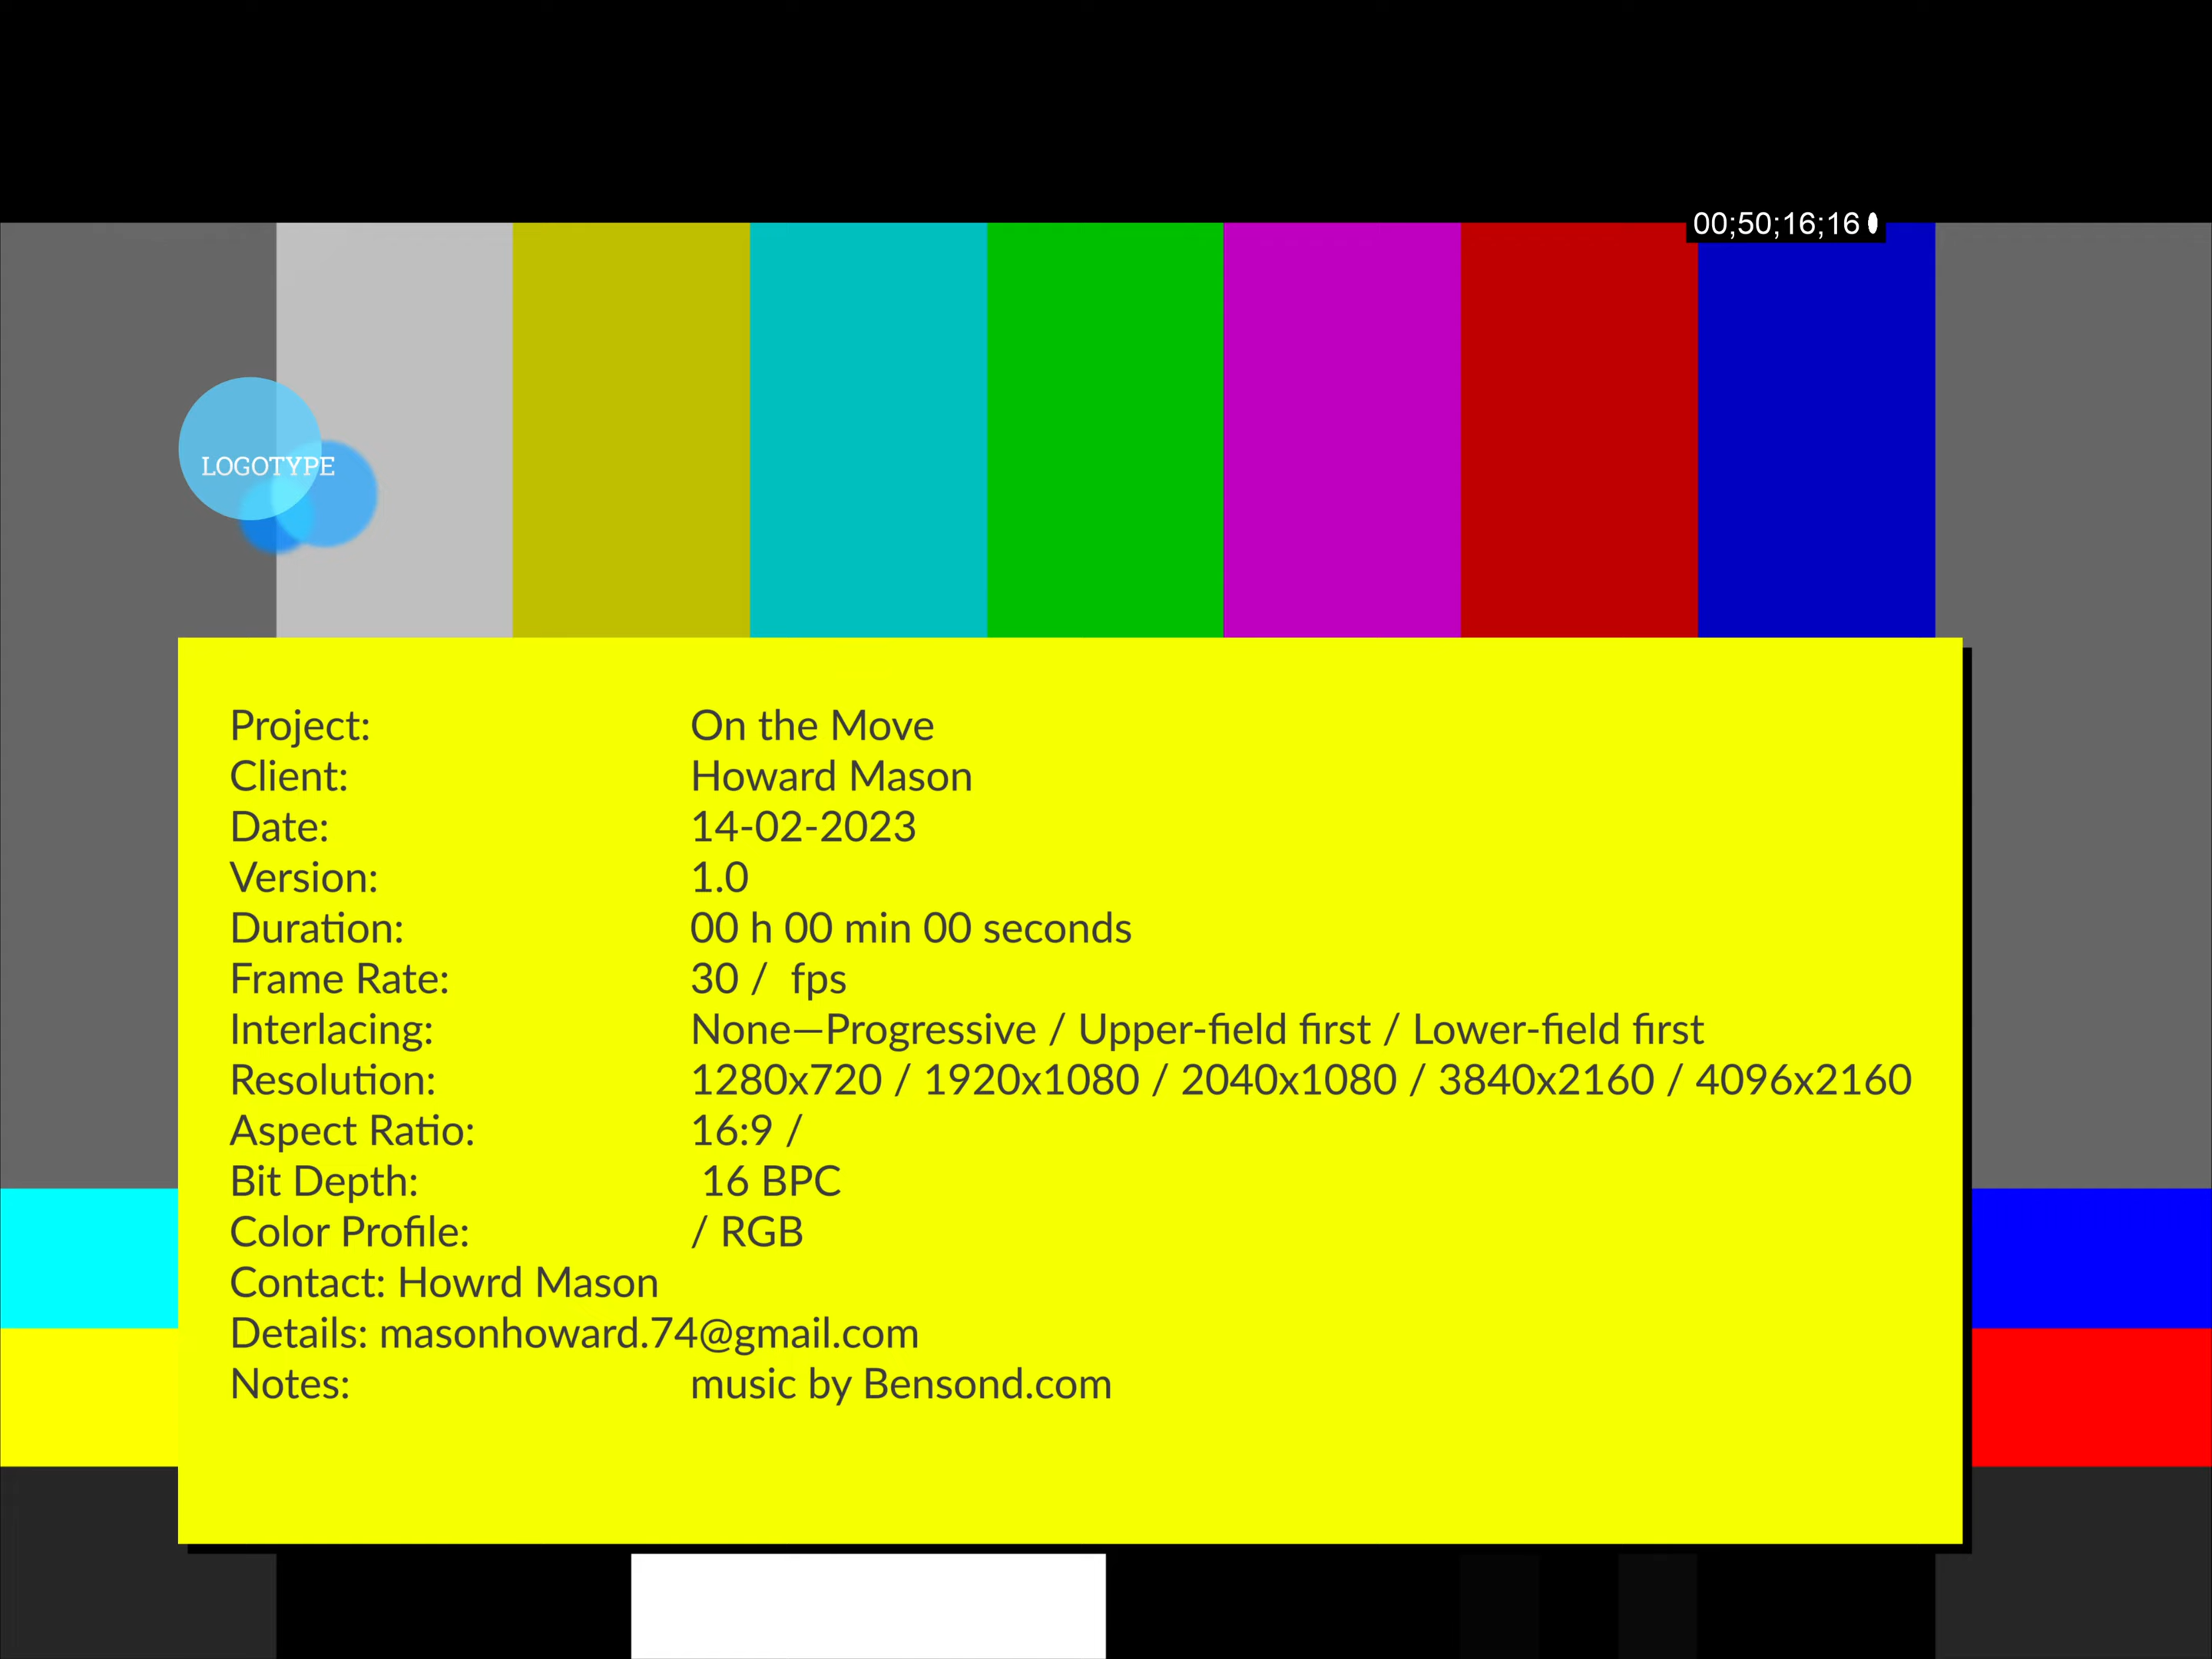 00;50;16;16
LOGOTYPE
Project: On the Move
Client: Howard Mason
Date: 14-02-2023
Version: 1.0
Duration: 00 h 00 min 00 seconds
Frame Rate: 30 /  fps
Interlacing: None—Progressive / Upper-field first / Lower-field first
Resolution: 1280x720 / 1920x1080 / 2040x1080 / 3840x2160 / 4096x2160
Aspect Ratio: 16:9 /
Bit Depth: 16 BPC
Color Profile: / RGB
Contact: Howrd Mason
Details: masonhoward.74@gmail.com
Notes: music by Bensond.com